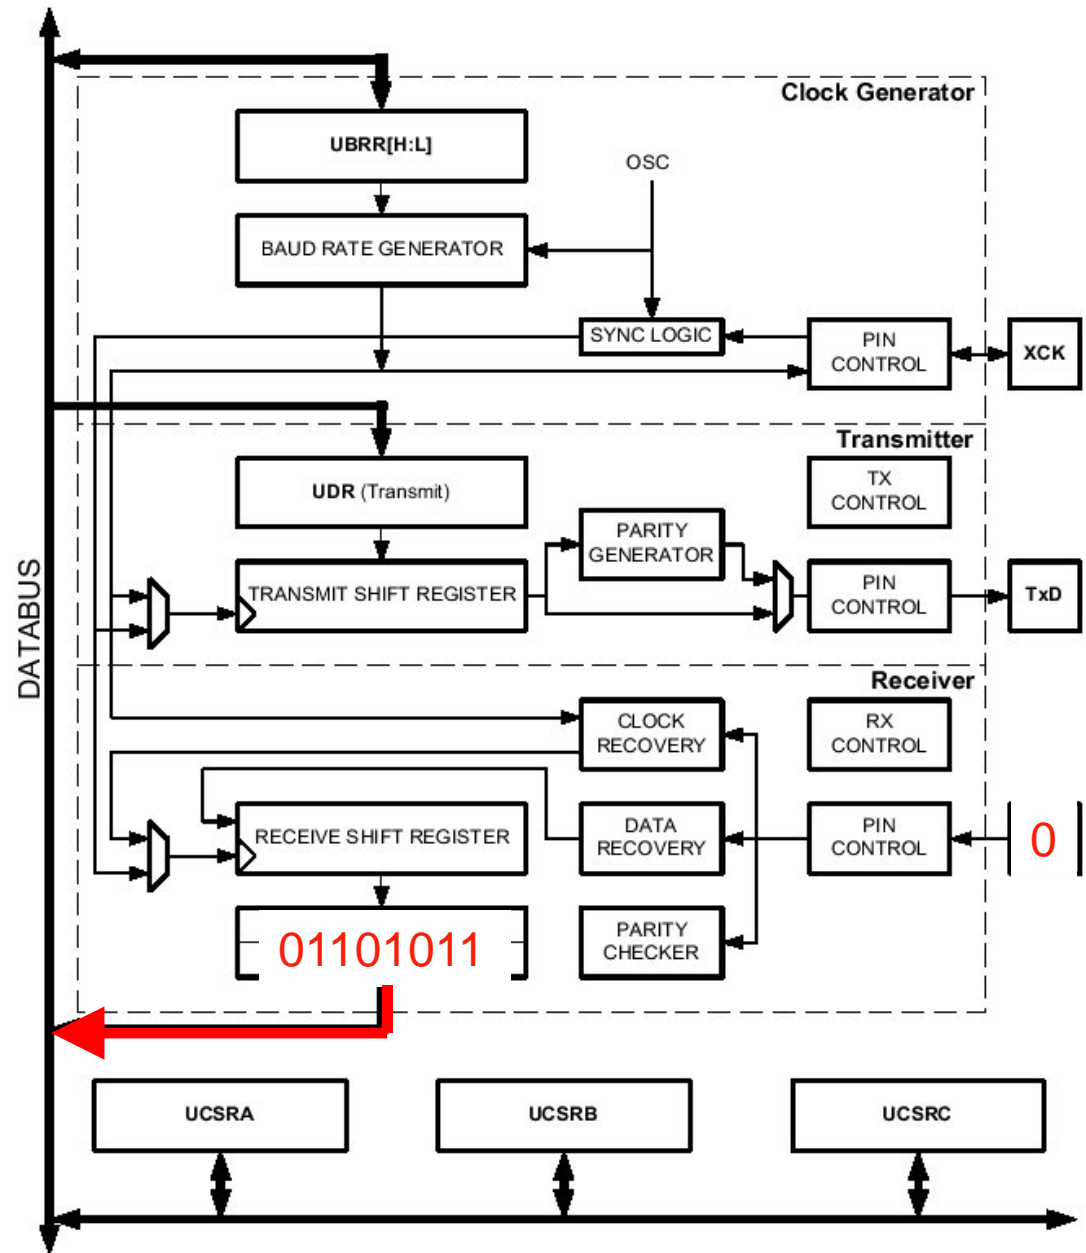 Clock Generator
UBRR[H:L]
OSC
BAUD RATE GENERATOR
SYNC LOGIC
PIN
CONTROL
XCK
Transmitter
UDR (Transmit)
TX
CONTROL
PARITY
GENERATOR
TRANSMIT SHIFT REGISTER
PIN
CONTROL
TxD
DATABUS
Receiver
CLOCK
RECOVERY
RX
CONTROL
RECEIVE SHIFT REGISTER
DATA
RECOVERY
PIN
CONTROL
0
01101011
PARITY
CHECKER
UCSRA
UCSRB
UCSRC